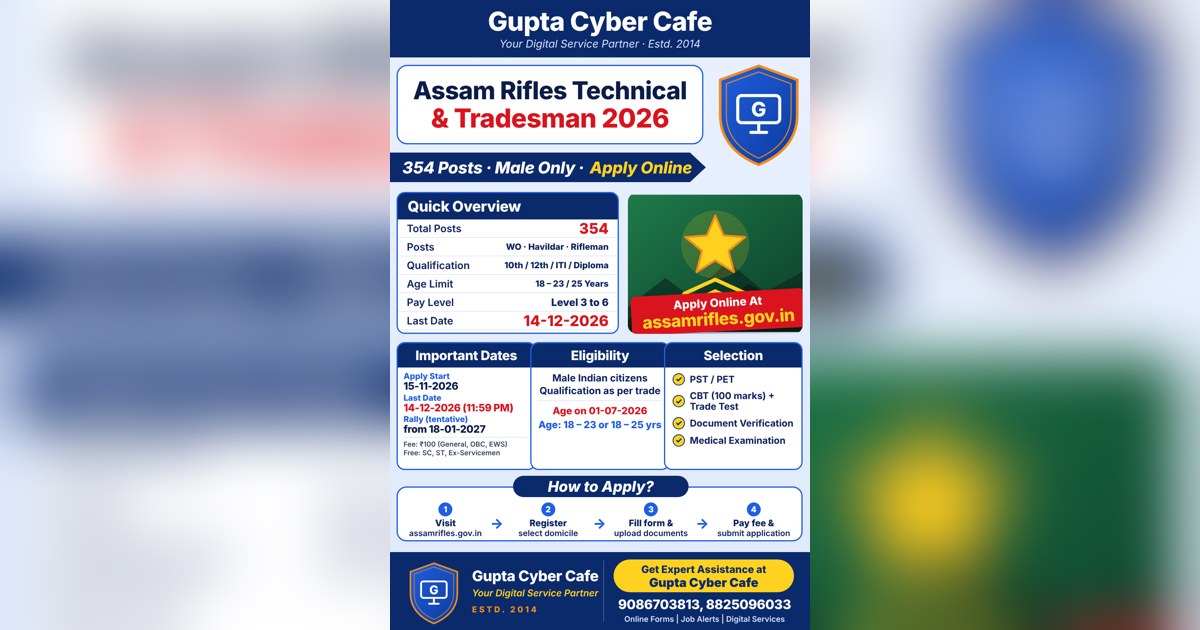 Gupta Cyber Cafe
Your Digital Service Partner · Estd. 2014
Assam Rifles Technical
& Tradesman 2026
G
354 Posts · Male Only · Apply Online
Quick Overview
Total Posts 354
Posts WO · Havildar · Rifleman
Qualification 10th / 12th / ITI / Diploma
Age Limit 18 – 23 / 25 Years
Pay Level Level 3 to 6
Last Date 14-12-2026
Apply Online At
assamrifles.gov.in
Important Dates
Apply Start
15-11-2026
Last Date
14-12-2026 (11:59 PM)
Rally (tentative)
from 18-01-2027
Fee: ₹100 (General, OBC, EWS)
Free: SC, ST, Ex-Servicemen
Eligibility
Male Indian citizens
Qualification as per trade
Age on 01-07-2026
Age: 18 – 23 or 18 – 25 yrs
Selection
PST / PET
CBT (100 marks) +
Trade Test
Document Verification
Medical Examination
How to Apply?
1
Visit
assamrifles.gov.in
2
Register
select domicile
3
Fill form &
upload documents
4
Pay fee &
submit application
G
Gupta Cyber Cafe
Your Digital Service Partner
ESTD. 2014
Get Expert Assistance at
Gupta Cyber Cafe
9086703813, 8825096033
Online Forms | Job Alerts | Digital Services